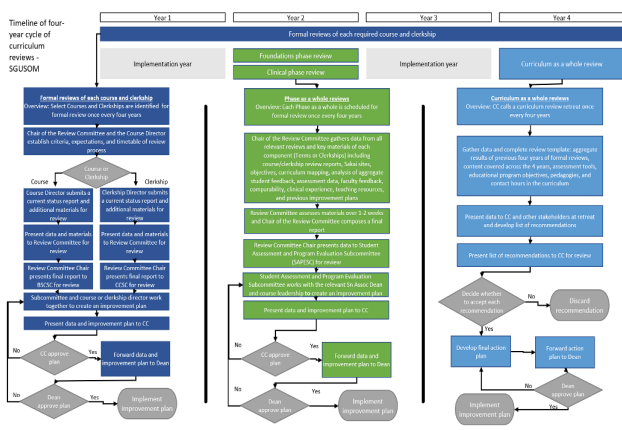 Timeline of four-
year cycle of
curriculum
reviews -
SGUSOM
Year 1
Year 2
Year 3
Year 4
Formal reviews of each required course and clerkship
Implementation year
Foundations phase review
Clinical phase review
Implementation year
Curriculum as a whole review
Formal reviews of each course and clerkship
Overview: Select Courses and Clerkships are identified for
formal review once every four years
Chair of the Review Committee and the Course Director
establish criteria, expectations, and timetable of review
process
Course or
Clerkship
Course
Clerkship
Course Director submits a
current status report and
additional materials for
review
Clerkship Director submits
a current status report and
additional materials for
review
Present data and materials
to Review Committee for
review
Present data and materials
to Review Committee for
review
Review Committee Chair
presents final report to
BSCSC for review
Review Committee Chair
presents final report to
CCSC for review
Subcommittee and course or clerkship director work
together to create an improvement plan
Present data and improvement plan to CC
No
CC approve
plan
Yes
Forward data and
improvement plan to Dean
No
Dean
approve plan
Yes
Implement
improvement plan
Phase as a whole reviews
Overview: Each Phase as a whole is scheduled for
formal review once every four years
Chair of the Review Committee gathers data from all
relevant reviews and key materials of each
component (Terms or Clerkships) including
course/clerkship review reports, Sakai sites,
objectives, curriculum mapping, analysis of aggregate
student feedback, assessment data, faculty feedback,
comparability, clinical experience, teaching resources, and
previous improvement plans
Review Committee assesses materials over 1-2 weeks
and Chair of the Review Committee composes a final
report
Review Committee Chair presents data to Student
Assessment and Program Evaluation Subcommittee
(SAPESC) for review
Student Assessment and Program Evaluation
Subcommittee works with the relevant Sn Assoc Dean
and course leadership to create an improvement plan
Present data and improvement plan to CC
No
CC approve
plan
Yes
Forward data and
improvement plan to Dean
No
Dean
approve plan
Yes
Implement
improvement plan
Curriculum as a whole reviews
Overview: CC calls a curriculum review retreat once
every four years
Gather data and complete review template: aggregate
results of previous four years of formal reviews,
content covered across the 4 years, assessment tools,
educational program objectives, pedagogies, and
contact hours in the curriculum
Present data to CC and other stakeholders at retreat
and develop list of recommendations
Present list of recommendations to CC for review
Decide whether
to accept each
recommendation
No
Discard
recommendation
Yes
Develop final action
plan
Forward action
plan to Dean
No
Dean
approve plan
Yes
Implement
improvement plan